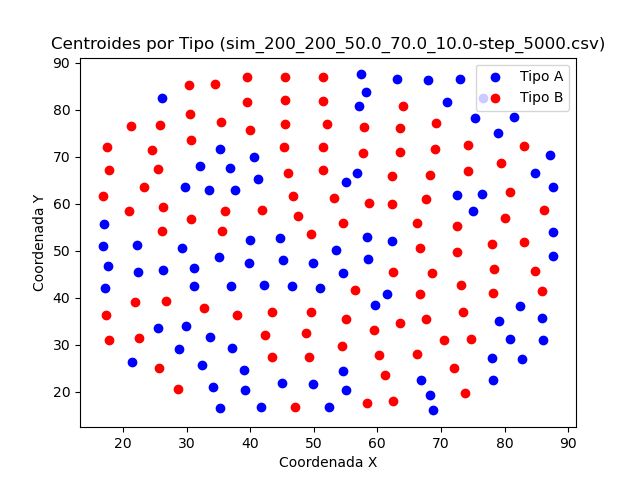 Centroides por Tipo (sim_200_200_50.0_70.0_10.0-step_5000.csv)
Tipo A
Tipo B
90
80
70
60
50
40
30
20
Coordenada Y
20 30 40 50 60 70 80 90
Coordenada X